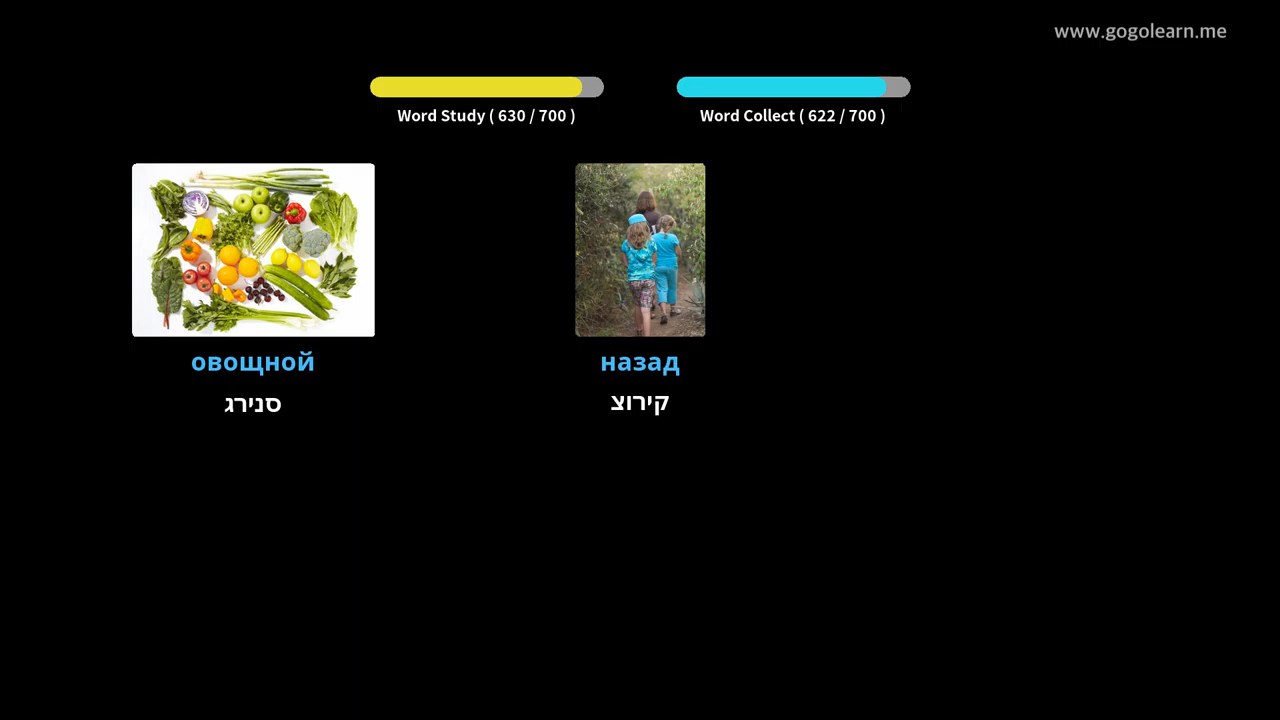 www.gogolearn.me
Word Study ( 630 / 700 )
Word Collect ( 622 / 700 )
овощной
סנירג
назад
קירוצ